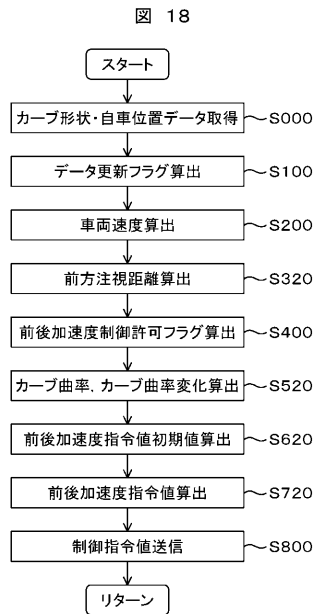 図 18
スタート
カーブ形状・自車位置データ取得 S000
データ更新フラグ算出 S100
車両速度算出 S200
前方注視距離算出 S320
前後加速度制御許可フラグ算出 S400
カーブ曲率、カーブ曲率変化算出 S520
前後加速度指令値初期値算出 S620
前後加速度指令値算出 S720
制御指令値送信 S800
リターン